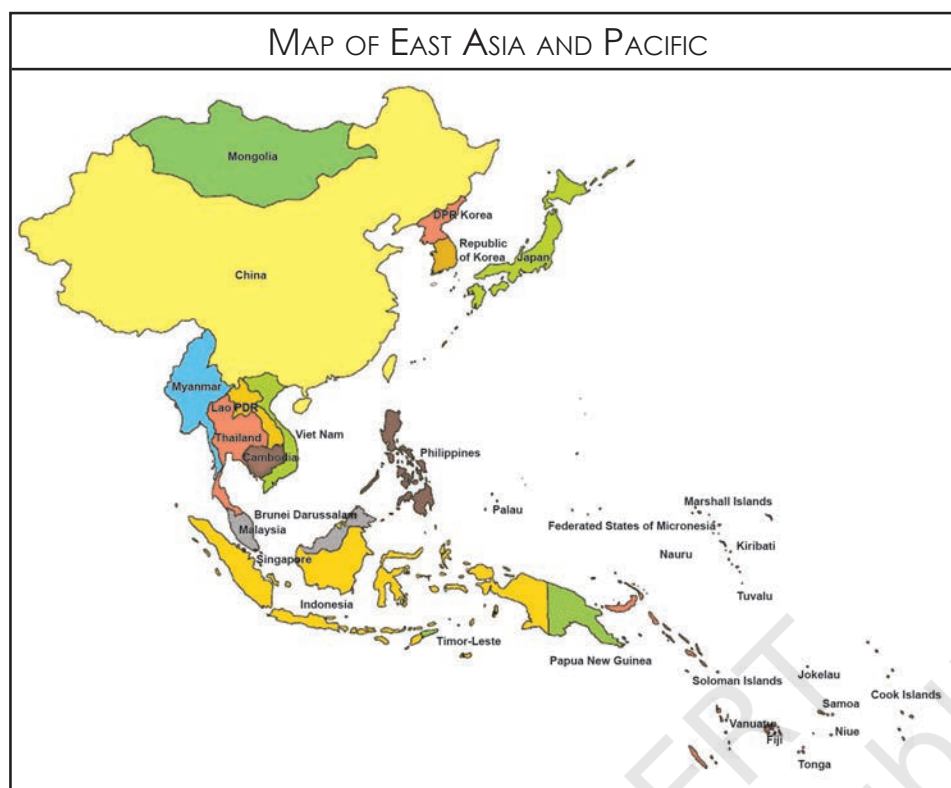 MAP OF EAST ASIA AND PACIFIC
Mongolia
DPR Korea
Republic
of Korea
Japan
China
Myanmar
Lao PDR
Thailand
Viet Nam
Cambodia
Philippines
Brunei Darussalam
Malaysia
Singapore
Indonesia
Timor-Leste
Palau
Marshall Islands
Federated States of Micronesia
Kiribati
Nauru
Tuvalu
Papua New Guinea
Soloman Islands
Jokelau
Cook Islands
Samoa
Vanuatu
Fiji
Niue
Tonga